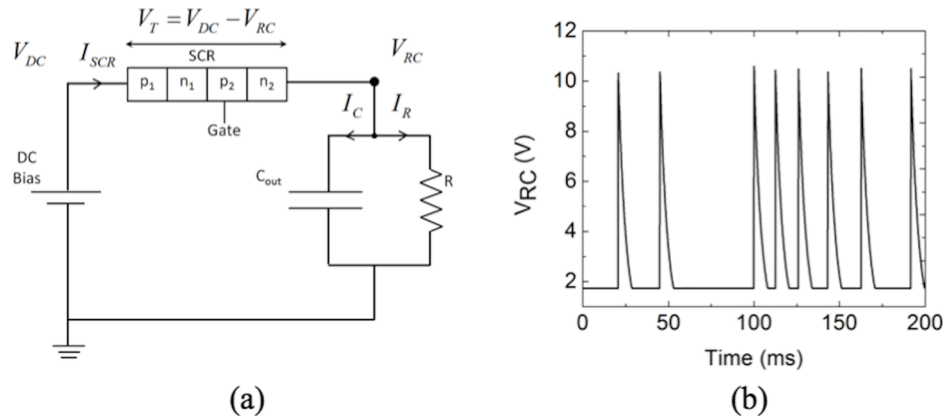 V_T = V_DC − V_RC
V_DC
I_SCR
SCR
V_RC
p₁ n₁ p₂ n₂
Gate
I_C
I_R
DC
Bias
C_out
R
(a)
12
10
8
6
4
2
V_RC (V)
0 50 100 150 200
Time (ms)
(b)